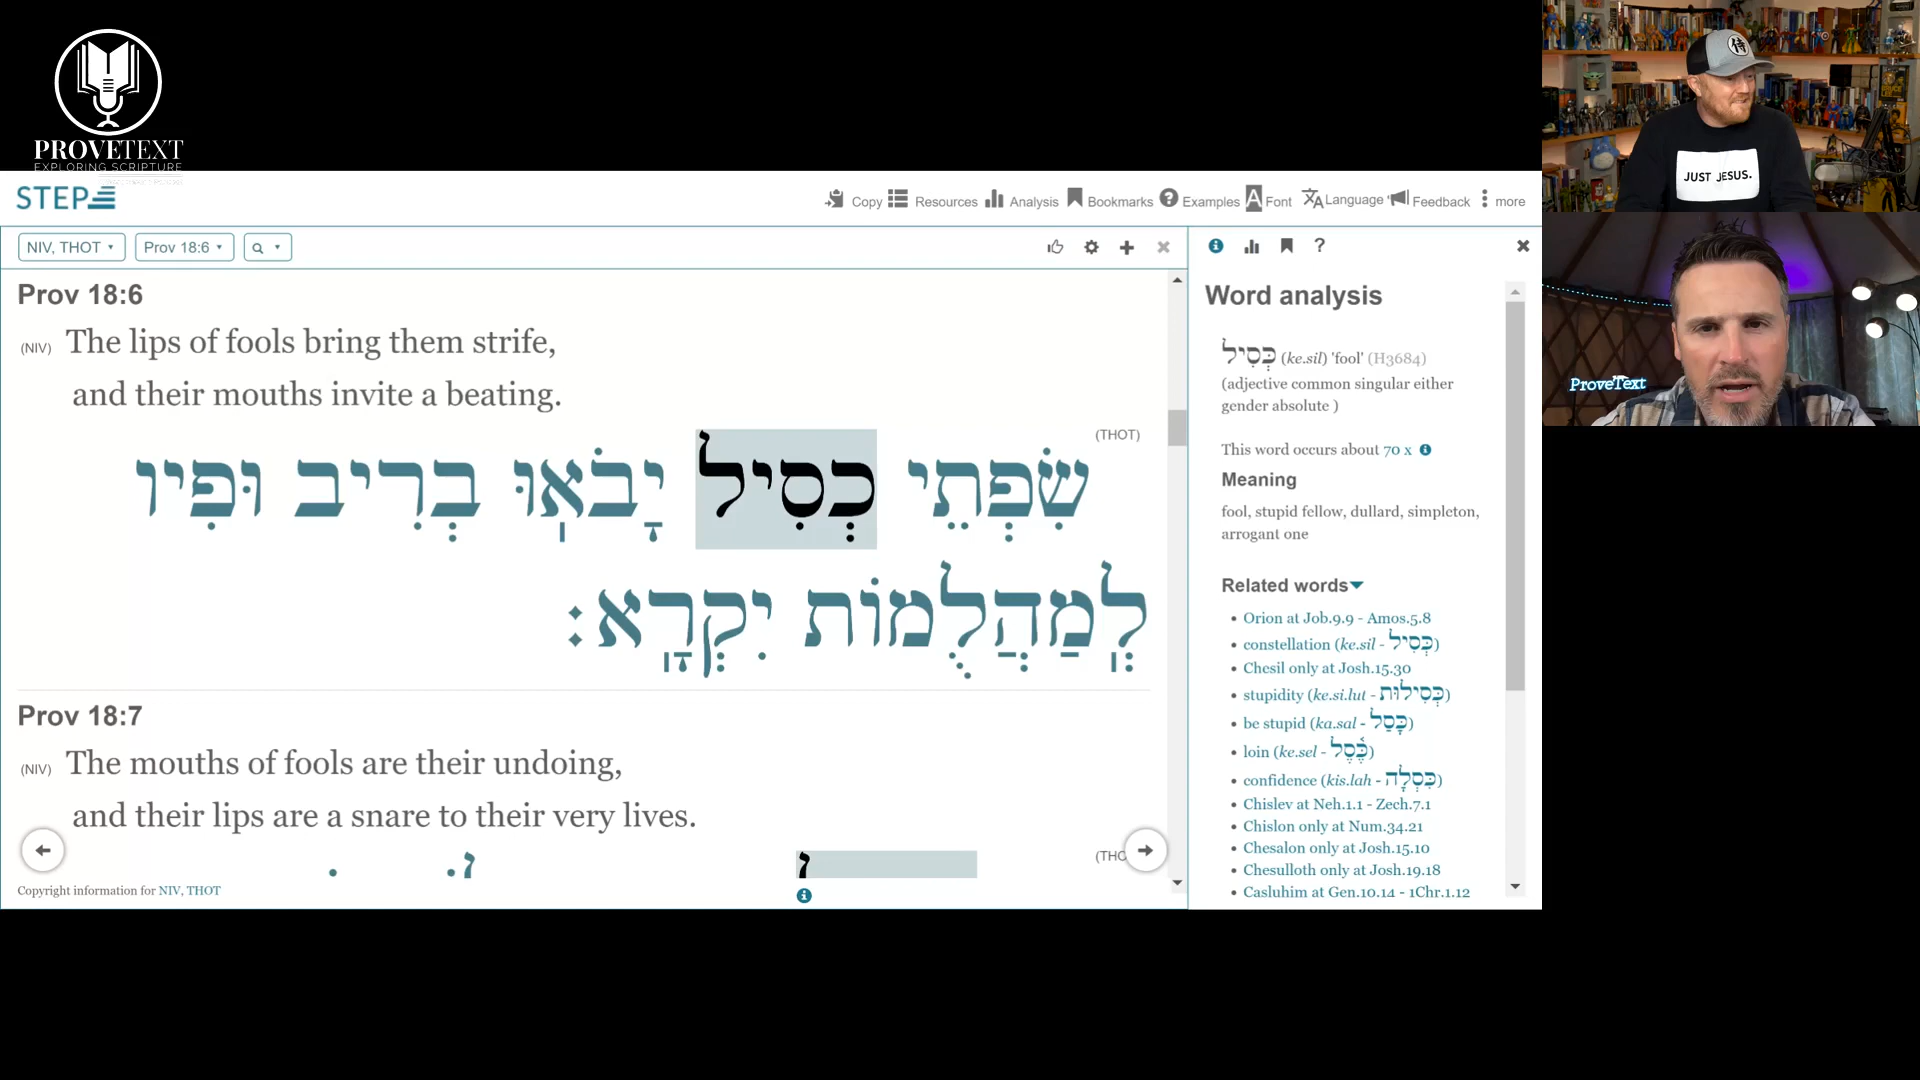 PROVETEXT
EXPLORING SCRIPTURE
STEP
Copy Resources Analysis Bookmarks Examples A Font Language Feedback more
NIV, THOT
Prov 18:6
Prov 18:6
(NIV) The lips of fools bring them strife,
and their mouths invite a beating.
(THOT)
שִׂפְתֵי כְסִיל יָבֹאֽוּ בְרִיב וּפִיו
לְֽמַהֲלֻמוֹת יִקְרָֽא׃
Prov 18:7
(NIV) The mouths of fools are their undoing,
and their lips are a snare to their very lives.
Copyright information for NIV, THOT
Word analysis
כְּסִיל (ke.sil) 'fool' (H3684)
(adjective common singular either
gender absolute )
This word occurs about 70 x
Meaning
fool, stupid fellow, dullard, simpleton,
arrogant one
Related words
Orion at Job.9.9 - Amos.5.8
constellation (ke.sil - כְּסִיל)
Chesil only at Josh.15.30
stupidity (ke.si.lut - כְּסִילוּת)
be stupid (ka.sal - כָּסַל)
loin (ke.sel - כֶּ֫סֶל)
confidence (kis.lah - כִּסְלָה)
Chislev at Neh.1.1 - Zech.7.1
Chislon only at Num.34.21
Chesalon only at Josh.15.10
Chesulloth only at Josh.19.18
Casluhim at Gen.10.14 - 1Chr.1.12
侍
JUST JESUS.
ProveText